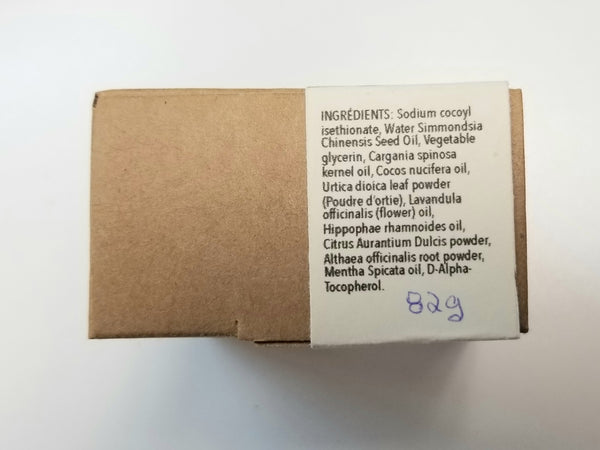 INGRÉDIENTS: Sodium cocoyl
isethionate, Water Simmondsia
Chinensis Seed Oil, Vegetable
glycerin, Cargania spinosa
kernel oil, Cocos nucifera oil,
Urtica dioica leaf powder
(Poudre d'ortie), Lavandula
officinalis (flower) oil,
Hippophae rhamnoides oil,
Citrus Aurantium Dulcis powder,
Althaea officinalis root powder,
Mentha Spicata oil, D-Alpha-
Tocopherol.
82g